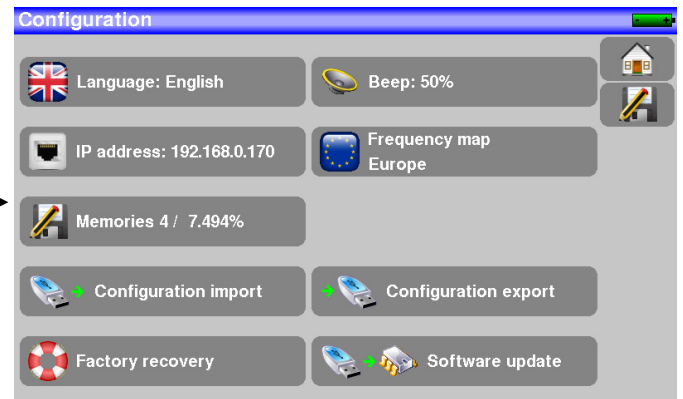 Configuration
Language: English
Beep: 50%
IP address: 192.168.0.170
Frequency map
Europe
Memories 4 / 7.494%
Configuration import
Configuration export
Factory recovery
Software update